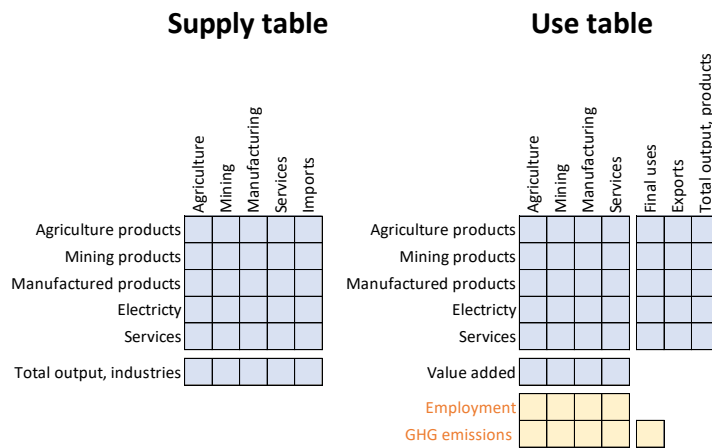 Supply table
Agriculture
Mining
Manufacturing
Services
Imports
Agriculture products
Mining products
Manufactured products
Electricty
Services
Total output, industries
Use table
Agriculture
Mining
Manufacturing
Services
Final uses
Exports
Total output, products
Agriculture products
Mining products
Manufactured products
Electricty
Services
Value added
Employment
GHG emissions